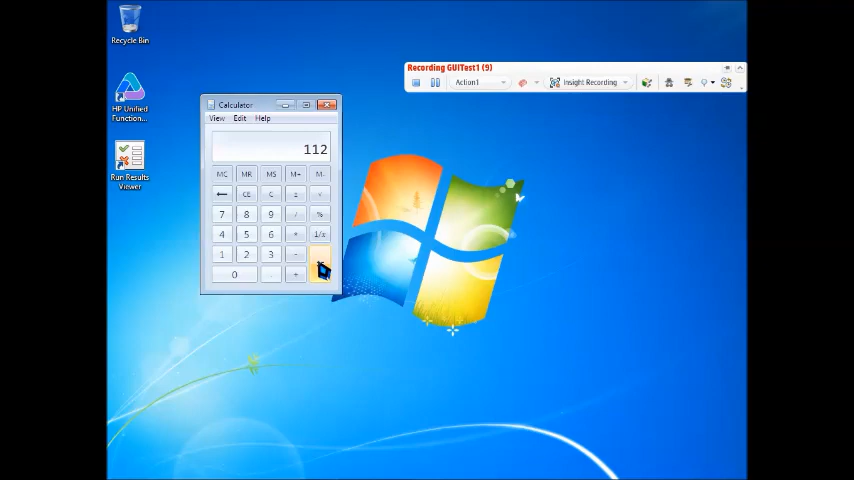 Recycle Bin
HP Unified
Function...
Run Results
Viewer
Recording GUITest1 (9)
Action1
Insight Recording
Calculator
View Edit Help
112
MC MR MS M+ M-
← CE C ± √
7 8 9 / %
4 5 6 * 1/x
1 2 3 -
0 . +